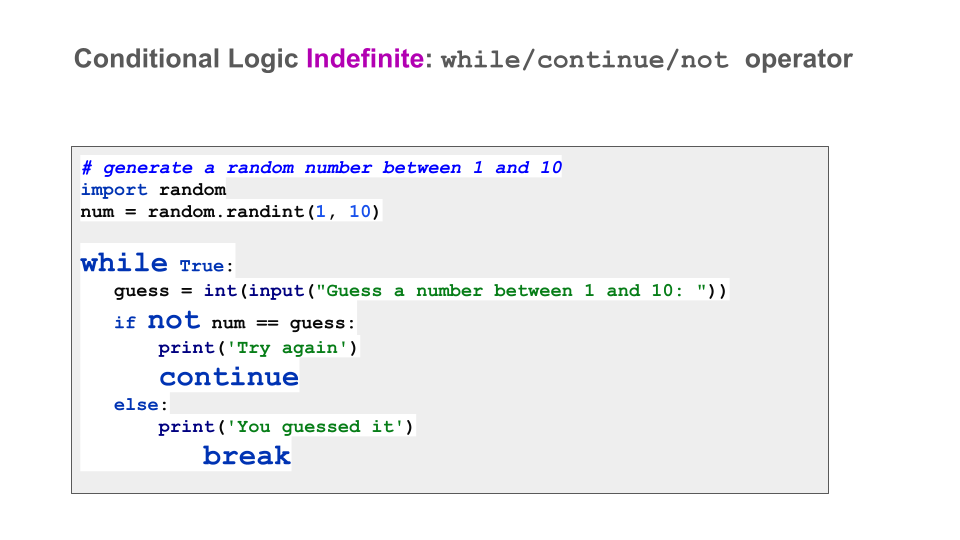 Conditional Logic Indefinite: while/continue/not operator
# generate a random number between 1 and 10
import random
num = random.randint(1, 10)
while True:
guess = int(input("Guess a number between 1 and 10: "))
if not num == guess:
print('Try again')
continue
else:
print('You guessed it')
break